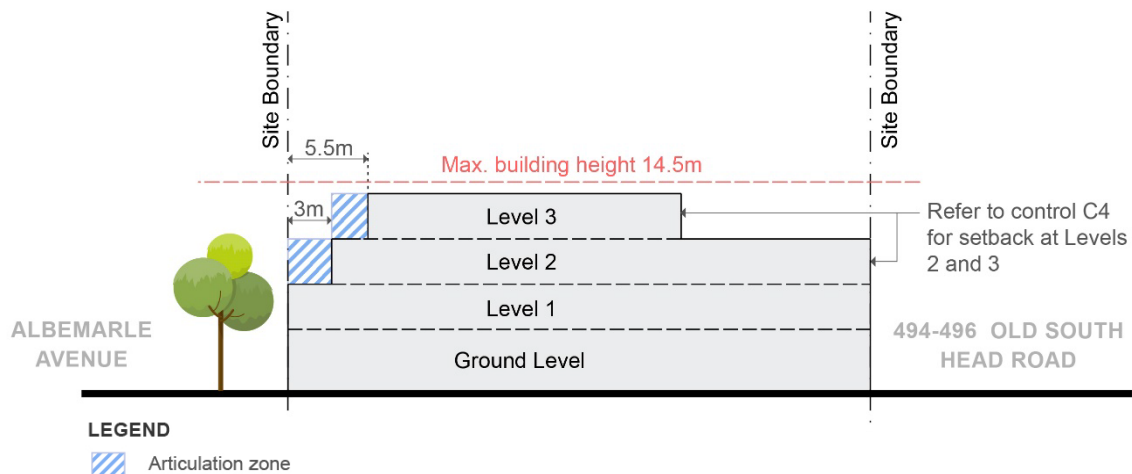 Site Boundary
Site Boundary
5.5m
Max. building height 14.5m
3m
Level 3
Refer to control C4
for setback at Levels
2 and 3
Level 2
Level 1
ALBEMARLE
AVENUE
494-496 OLD SOUTH
HEAD ROAD
Ground Level
LEGEND
Articulation zone